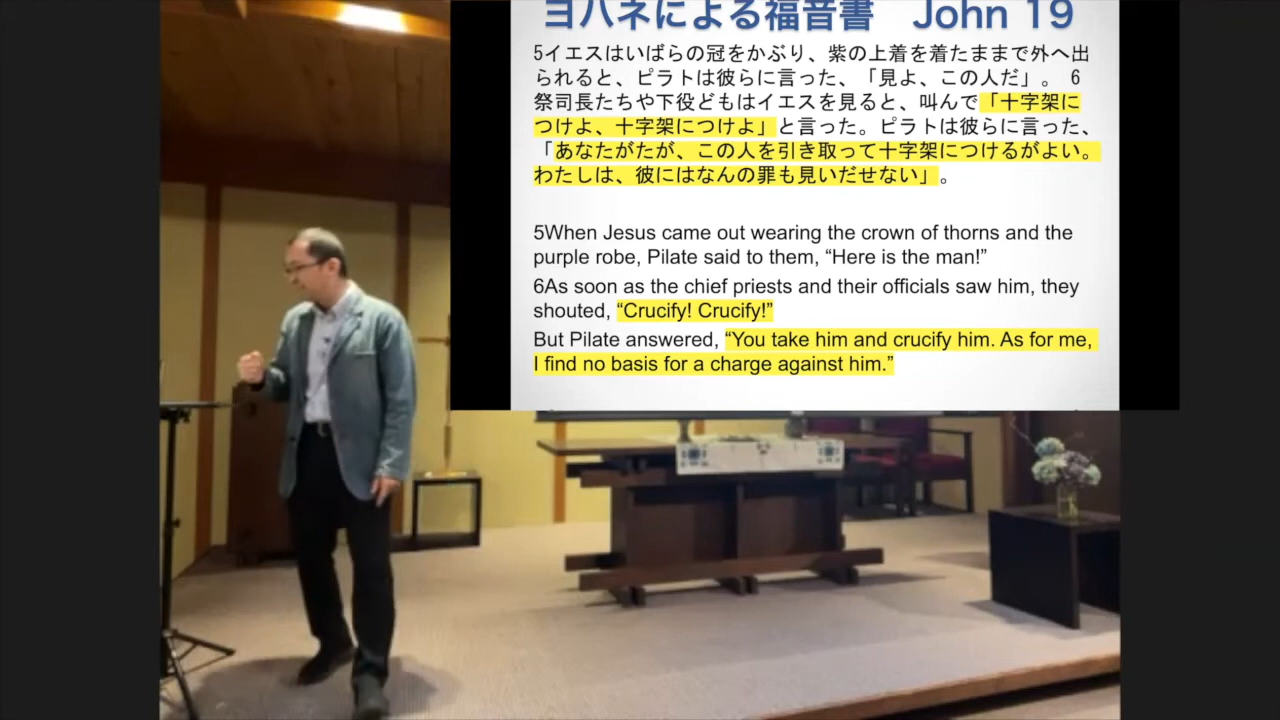 ヨハネによる福音書　John 19
5イエスはいばらの冠をかぶり、紫の上着を着たままで外へ出
られると、ピラトは彼らに言った、「見よ、この人だ」。 6
祭司長たちや下役どもはイエスを見ると、叫んで「十字架に
つけよ、十字架につけよ」と言った。ピラトは彼らに言った、
「あなたがたが、この人を引き取って十字架につけるがよい。
わたしは、彼にはなんの罪も見いだせない」。
5When Jesus came out wearing the crown of thorns and the
purple robe, Pilate said to them, “Here is the man!”
6As soon as the chief priests and their officials saw him, they
shouted, “Crucify! Crucify!”
But Pilate answered, “You take him and crucify him. As for me,
I find no basis for a charge against him.”